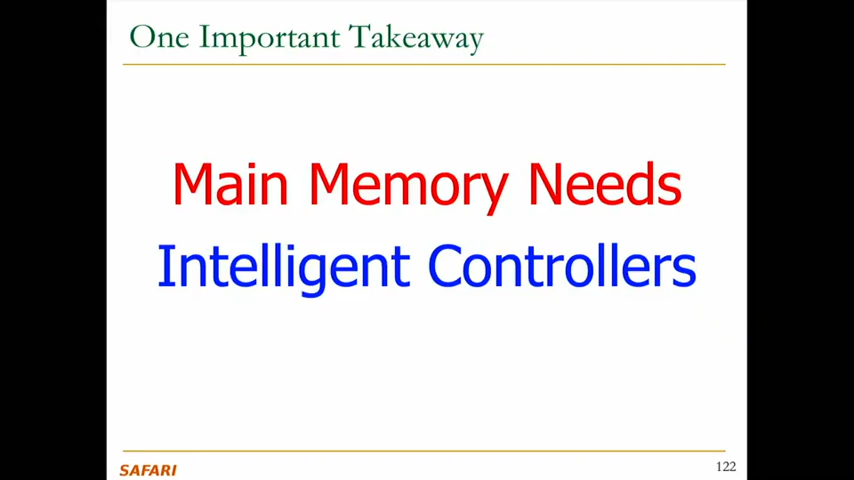 One Important Takeaway
Main Memory Needs
Intelligent Controllers
SAFARI
122